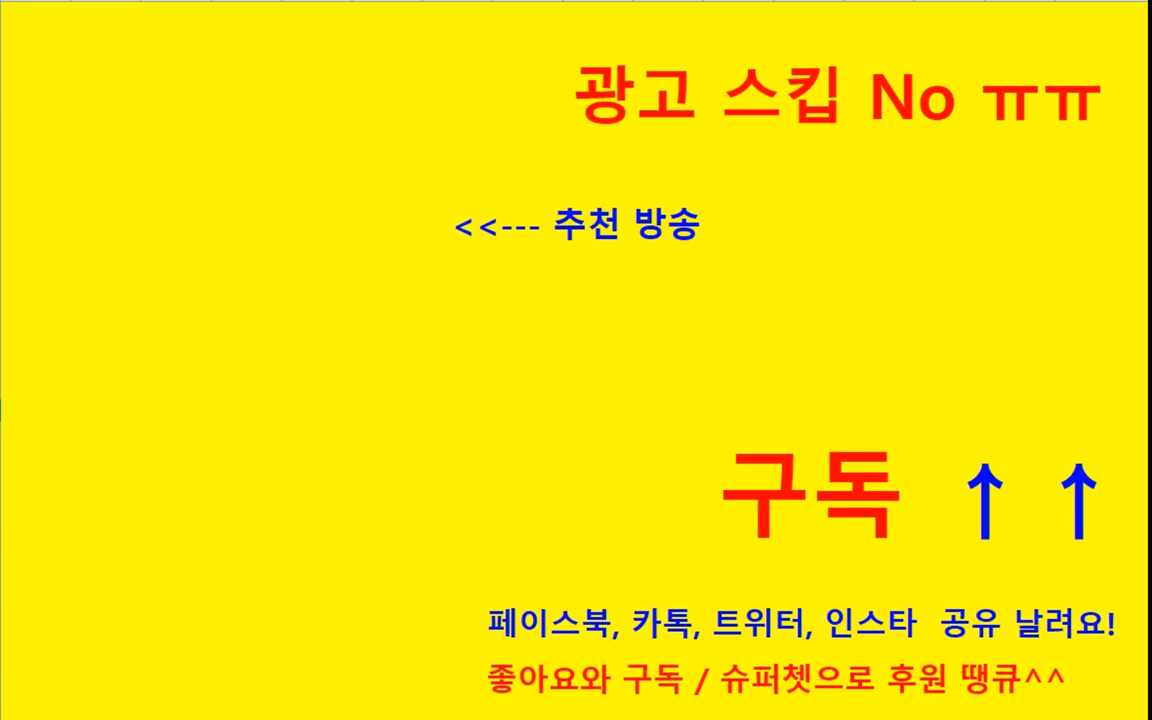 광고 스킵 No ㅠㅠ
<<--- 추천 방송
구독 ↑ ↑
페이스북, 카톡, 트위터, 인스타 공유 날려요!
좋아요와 구독 / 슈퍼쳇으로 후원 땡큐^^